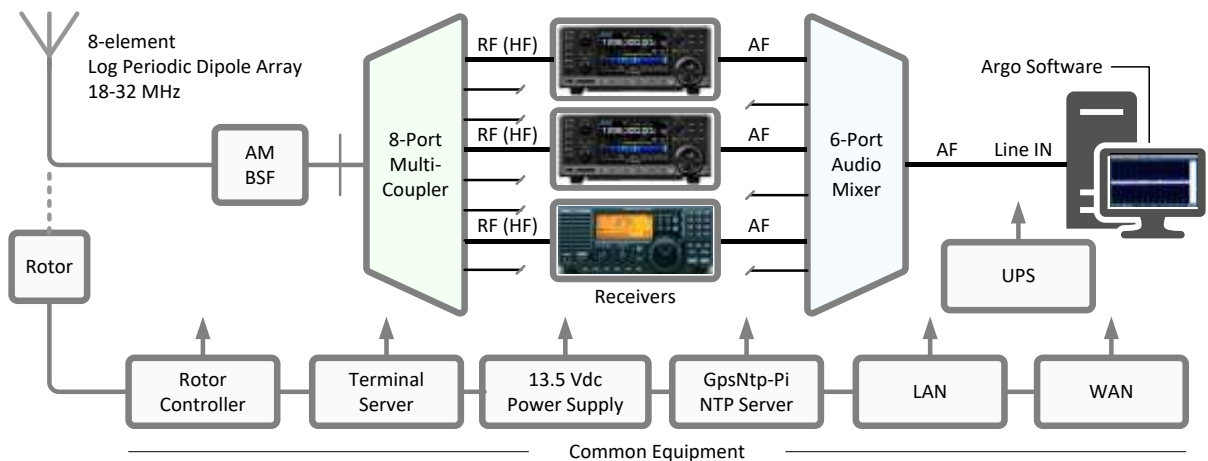 8-element
Log Periodic Dipole Array
18-32 MHz
AM
BSF
8-Port
Multi-
Coupler
RF (HF)
RF (HF)
RF (HF)
Receivers
AF
AF
AF
6-Port
Audio
Mixer
AF
Line IN
Argo Software
UPS
Rotor
Rotor
Controller
Terminal
Server
13.5 Vdc
Power Supply
GpsNtp-Pi
NTP Server
LAN
WAN
Common Equipment